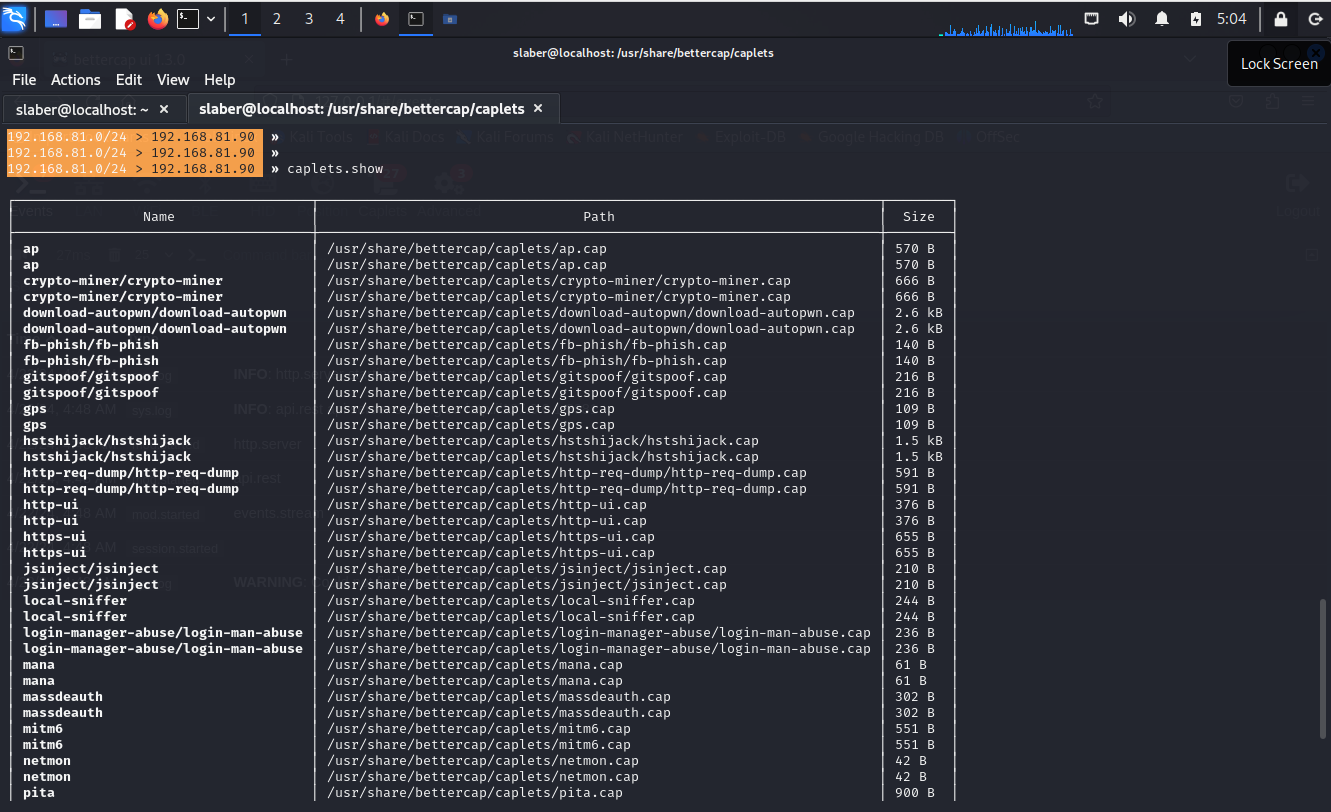 1 2 3 4 5:04
slaber@localhost: /usr/share/bettercap/caplets
Lock Screen
File Actions Edit View Help
slaber@localhost: ~ × slaber@localhost: /usr/share/bettercap/caplets ×
192.168.81.0/24 > 192.168.81.90 »
192.168.81.0/24 > 192.168.81.90 »
192.168.81.0/24 > 192.168.81.90 » caplets.show
Name Path Size
ap /usr/share/bettercap/caplets/ap.cap 570 B
ap /usr/share/bettercap/caplets/ap.cap 570 B
crypto-miner/crypto-miner /usr/share/bettercap/caplets/crypto-miner/crypto-miner.cap 666 B
crypto-miner/crypto-miner /usr/share/bettercap/caplets/crypto-miner/crypto-miner.cap 666 B
download-autopwn/download-autopwn /usr/share/bettercap/caplets/download-autopwn/download-autopwn.cap 2.6 kB
download-autopwn/download-autopwn /usr/share/bettercap/caplets/download-autopwn/download-autopwn.cap 2.6 kB
fb-phish/fb-phish /usr/share/bettercap/caplets/fb-phish/fb-phish.cap 140 B
fb-phish/fb-phish /usr/share/bettercap/caplets/fb-phish/fb-phish.cap 140 B
gitspoof/gitspoof /usr/share/bettercap/caplets/gitspoof/gitspoof.cap 216 B
gitspoof/gitspoof /usr/share/bettercap/caplets/gitspoof/gitspoof.cap 216 B
gps /usr/share/bettercap/caplets/gps.cap 109 B
gps /usr/share/bettercap/caplets/gps.cap 109 B
hstshijack/hstshijack /usr/share/bettercap/caplets/hstshijack/hstshijack.cap 1.5 kB
hstshijack/hstshijack /usr/share/bettercap/caplets/hstshijack/hstshijack.cap 1.5 kB
http-req-dump/http-req-dump /usr/share/bettercap/caplets/http-req-dump/http-req-dump.cap 591 B
http-req-dump/http-req-dump /usr/share/bettercap/caplets/http-req-dump/http-req-dump.cap 591 B
http-ui /usr/share/bettercap/caplets/http-ui.cap 376 B
http-ui /usr/share/bettercap/caplets/http-ui.cap 376 B
https-ui /usr/share/bettercap/caplets/https-ui.cap 655 B
https-ui /usr/share/bettercap/caplets/https-ui.cap 655 B
jsinject/jsinject /usr/share/bettercap/caplets/jsinject/jsinject.cap 210 B
jsinject/jsinject /usr/share/bettercap/caplets/jsinject/jsinject.cap 210 B
local-sniffer /usr/share/bettercap/caplets/local-sniffer.cap 244 B
local-sniffer /usr/share/bettercap/caplets/local-sniffer.cap 244 B
login-manager-abuse/login-man-abuse /usr/share/bettercap/caplets/login-manager-abuse/login-man-abuse.cap 236 B
login-manager-abuse/login-man-abuse /usr/share/bettercap/caplets/login-manager-abuse/login-man-abuse.cap 236 B
mana /usr/share/bettercap/caplets/mana.cap 61 B
mana /usr/share/bettercap/caplets/mana.cap 61 B
massdeauth /usr/share/bettercap/caplets/massdeauth.cap 302 B
massdeauth /usr/share/bettercap/caplets/massdeauth.cap 302 B
mitm6 /usr/share/bettercap/caplets/mitm6.cap 551 B
mitm6 /usr/share/bettercap/caplets/mitm6.cap 551 B
netmon /usr/share/bettercap/caplets/netmon.cap 42 B
netmon /usr/share/bettercap/caplets/netmon.cap 42 B
pita /usr/share/bettercap/caplets/pita.cap 900 B